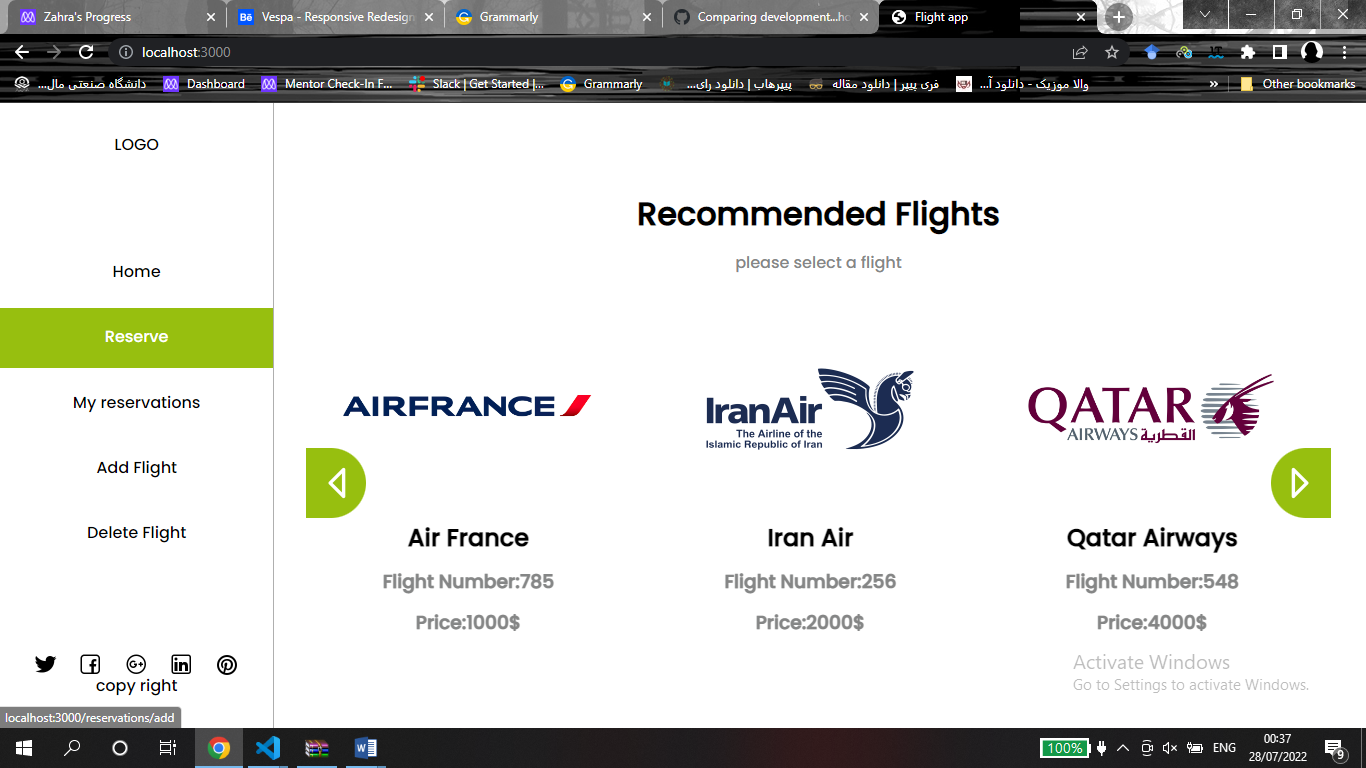 Zahra's Progress
Vespa - Responsive Redesign
Grammarly
Comparing development...ho
Flight app
localhost:3000
دانشگاه صنعتی مال...
Dashboard
Mentor Check-In F...
Slack | Get Started |...
Grammarly
پیپرهاب | دانلود رای...
فری پیپر | دانلود مقاله
والا موزیک - دانلود آ...
»
Other bookmarks
LOGO
Home
Reserve
My reservations
Add Flight
Delete Flight
copy right
localhost:3000/reservations/add
Recommended Flights
please select a flight
AIRFRANCE
IranAir
The Airline of the
Islamic Republic of Iran
QATAR
AIRWAYS القطرية
Air France
Iran Air
Qatar Airways
Flight Number:785
Flight Number:256
Flight Number:548
Price:1000$
Price:2000$
Price:4000$
Activate Windows
Go to Settings to activate Windows.
100%
ENG
00:37
28/07/2022
9